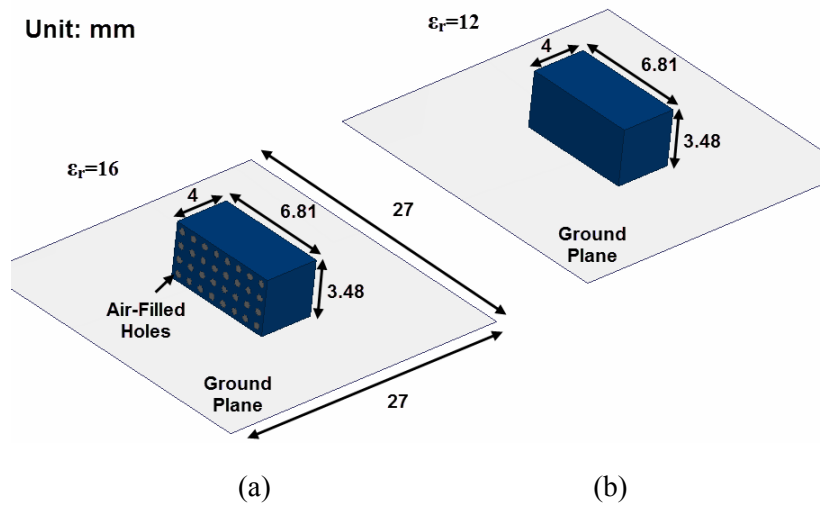 Unit: mm
εr=12
4
6.81
3.48
Ground
Plane
εr=16
4
6.81
3.48
27
Air-Filled
Holes
Ground
Plane
27
(a)
(b)